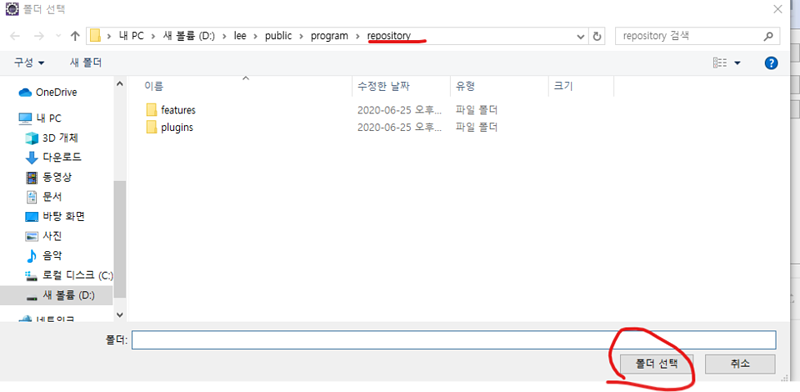 폴더 선택
내 PC > 새 볼륨 (D:) > lee > public > program > repository
repository 검색
구성 새 폴더
이름 수정한 날짜 유형 크기
features 2020-06-25 오후... 파일 폴더
plugins 2020-06-25 오후... 파일 폴더
OneDrive
내 PC
3D 개체
다운로드
동영상
문서
바탕 화면
사진
음악
로컬 디스크 (C:)
새 볼륨 (D:)
네트워크
폴더:
폴더 선택 취소